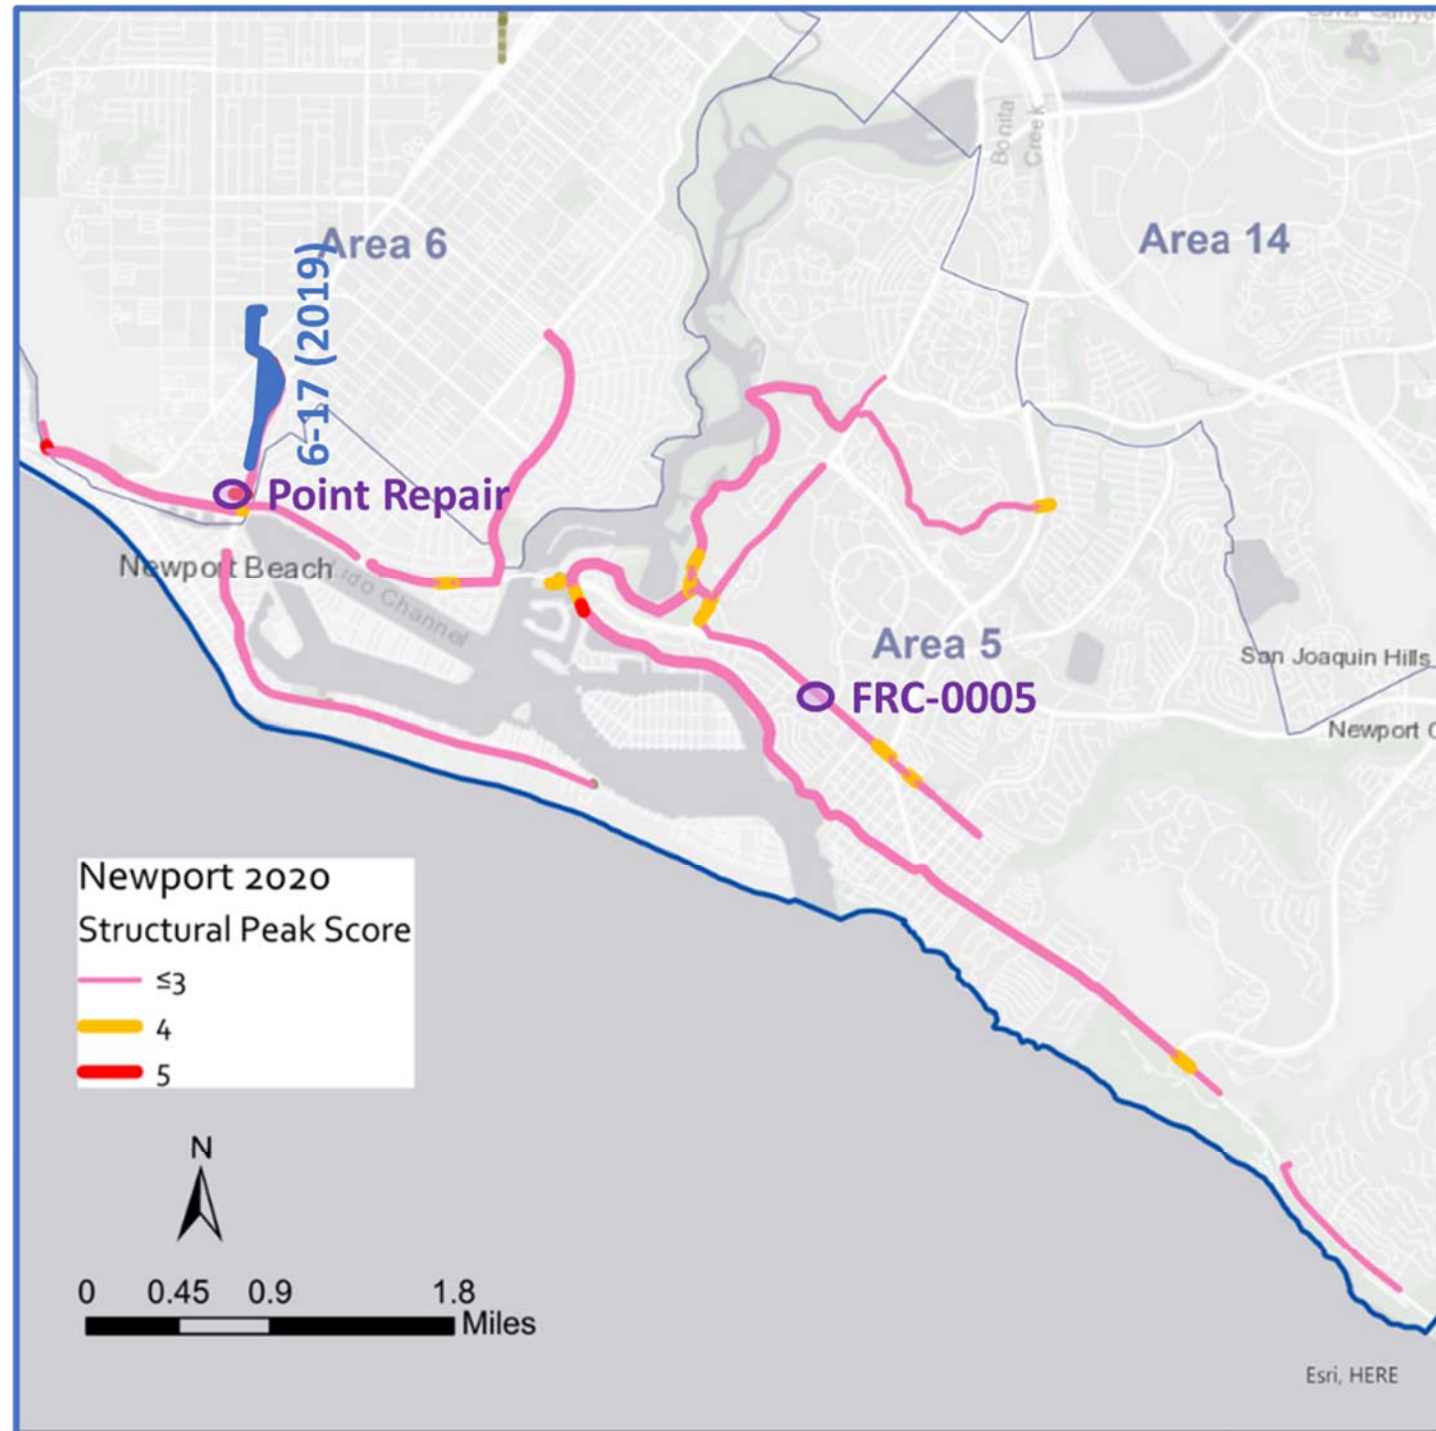 Bonita
Creek
Area 6
Area 14
6-17 (2019)
Point Repair
Newport Beach
Lido Channel
Area 5
San Joaquin Hills
FRC-0005
Newport C
Newport 2020
Structural Peak Score
≤3
4
5
N
0 0.45 0.9 1.8
Miles
Esri, HERE